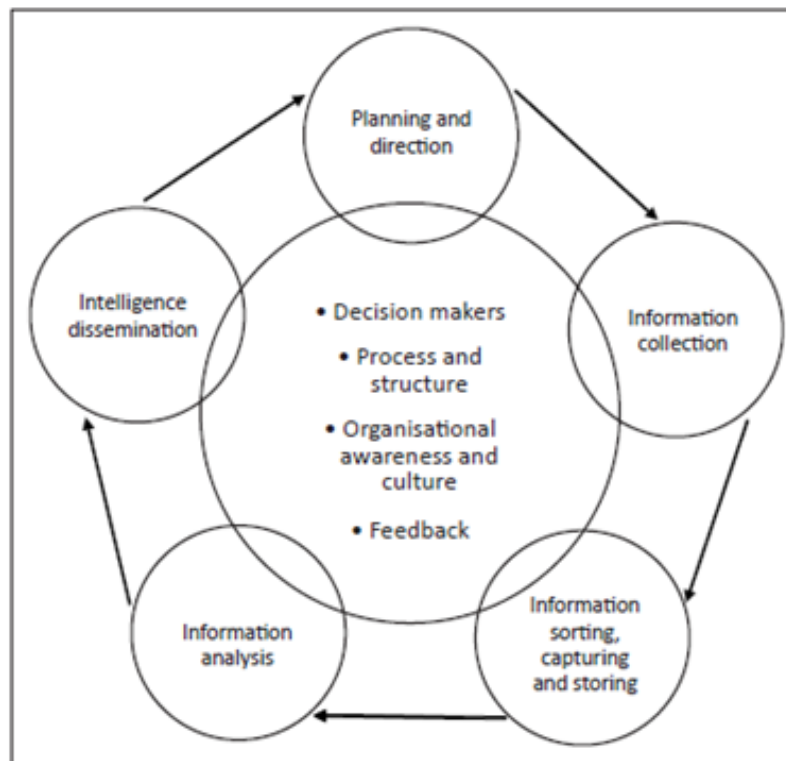 Planning and
direction
Information
collection
Information
sorting,
capturing
and storing
Information
analysis
Intelligence
dissemination
• Decision makers
• Process and
structure
• Organisational
awareness and
culture
• Feedback